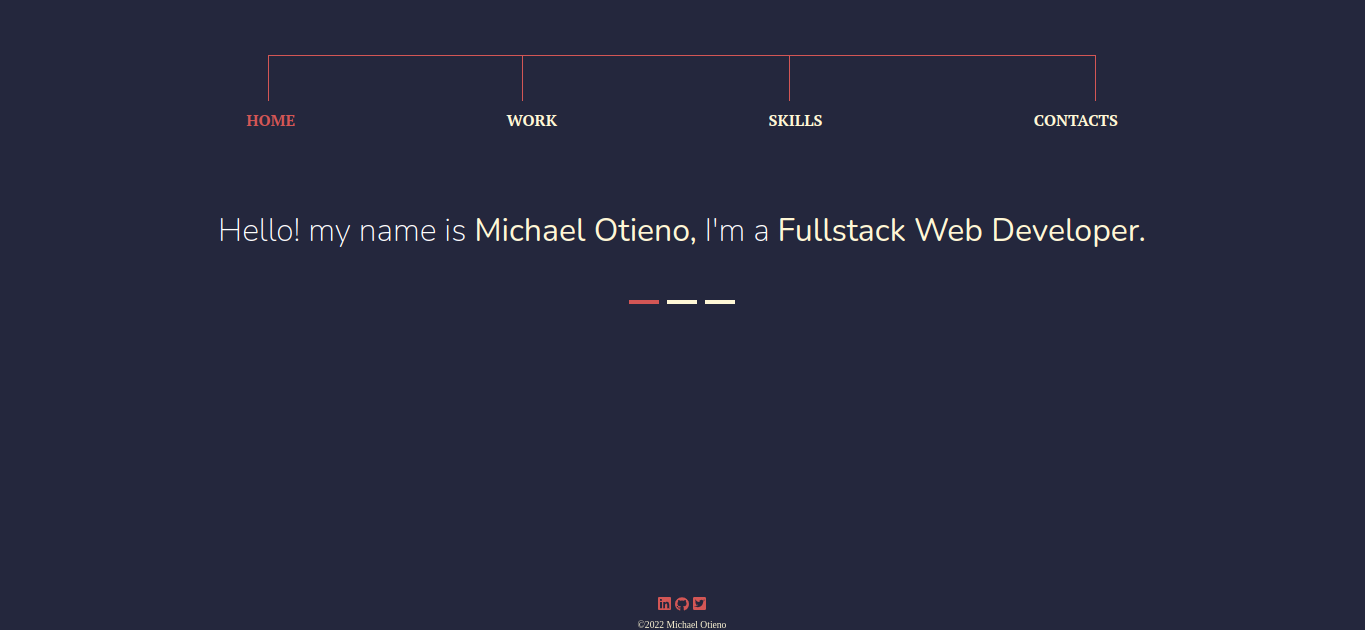 HOME WORK SKILLS CONTACTS
Hello! my name is Michael Otieno, I'm a Fullstack Web Developer.
©2022 Michael Otieno